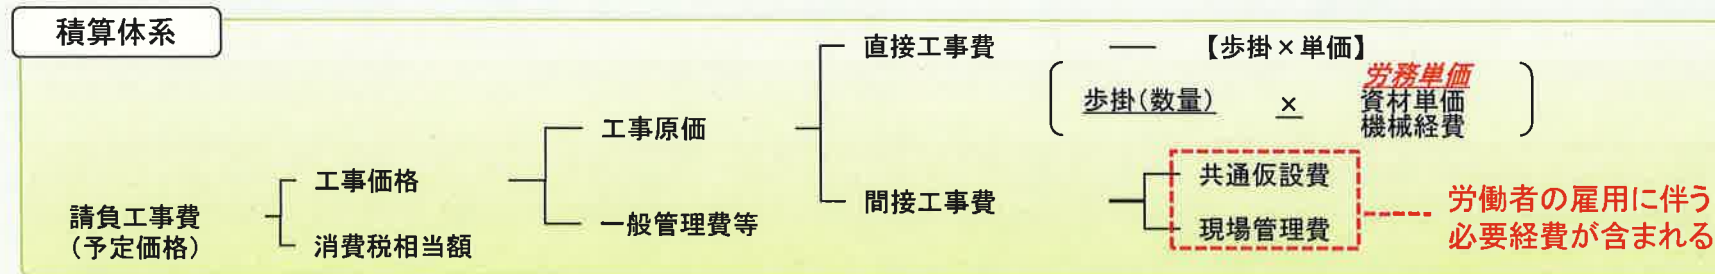 積算体系
直接工事費
【歩掛×単価】
歩掛(数量) × 労務単価
資材単価
機械経費
工事原価
工事価格
共通仮設費
間接工事費
現場管理費
労働者の雇用に伴う
必要経費が含まれる
一般管理費等
請負工事費
(予定価格)
消費税相当額